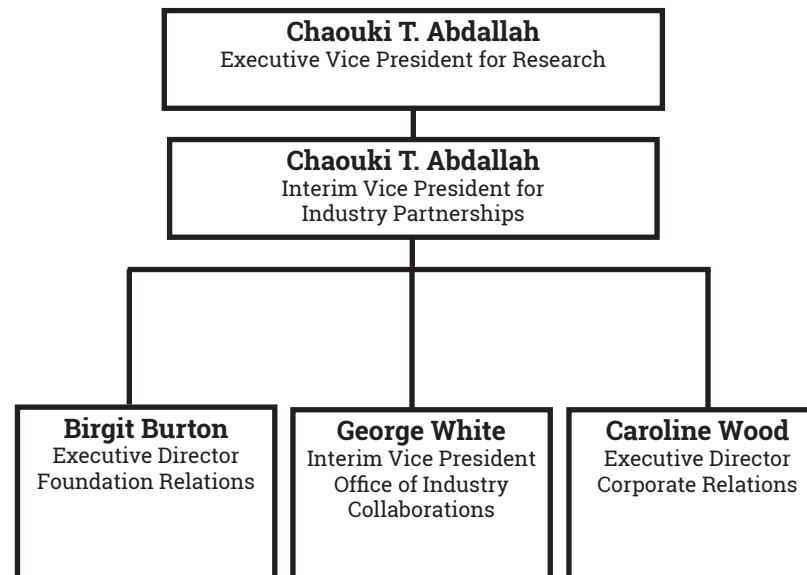 Chaouki T. Abdallah
Executive Vice President for Research
Chaouki T. Abdallah
Interim Vice President for
Industry Partnerships
Birgit Burton
Executive Director
Foundation Relations
George White
Interim Vice President
Office of Industry
Collaborations
Caroline Wood
Executive Director
Corporate Relations